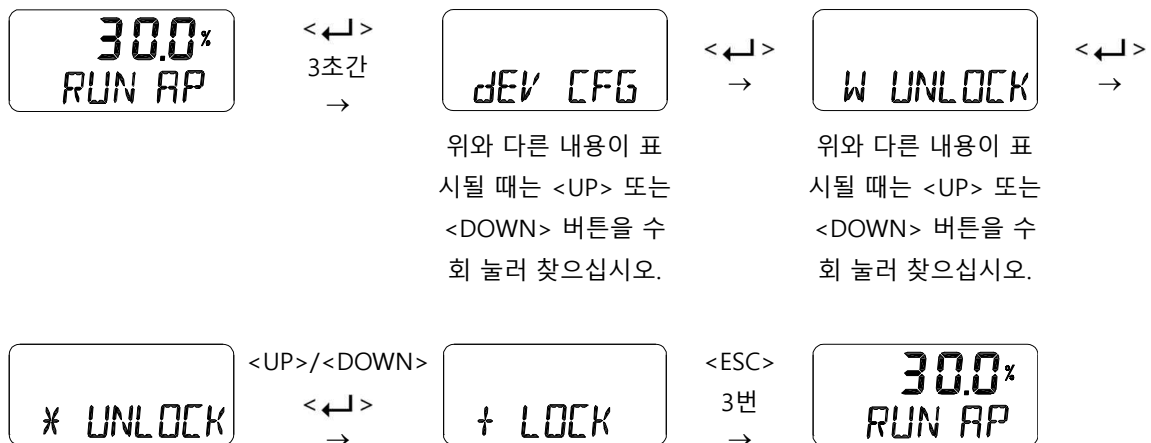 30.0%
RUN AP
<↵>
3초간
→
dEV CFG
위와 다른 내용이 표
시될 때는 <UP> 또는
<DOWN> 버튼을 수
회 눌러 찾으십시오.
<↵>
→
W UNLOCK
위와 다른 내용이 표
시될 때는 <UP> 또는
<DOWN> 버튼을 수
회 눌러 찾으십시오.
<↵>
→
* UNLOCK
<UP>/<DOWN>
<↵>
→
+ LOCK
<ESC>
3번
→
30.0%
RUN AP